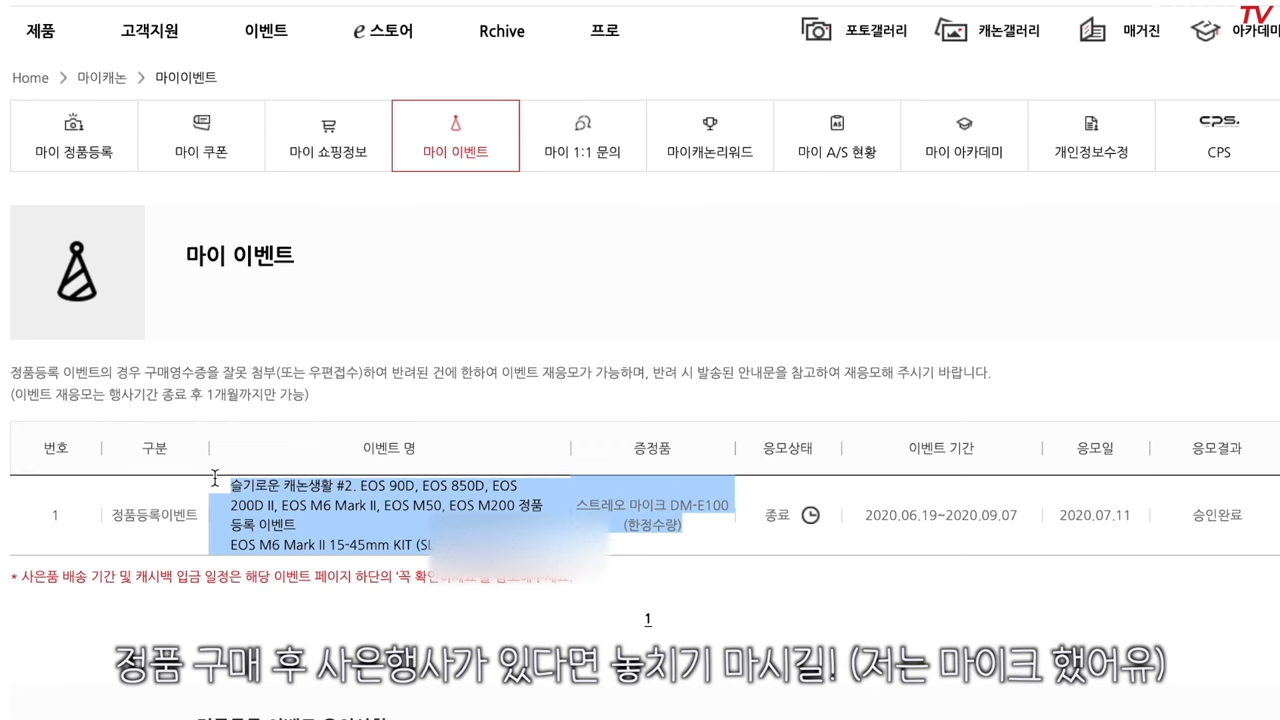 TV
제품 고객지원 이벤트 e 스토어 Rchive 프로 포토갤러리 캐논갤러리 매거진 아카데미
Home > 마이캐논 > 마이이벤트
마이 정품등록 마이 쿠폰 마이 쇼핑정보 마이 이벤트 마이 1:1 문의 마이캐논리워드 마이 A/S 현황 마이 아카데미 개인정보수정 CPS. CPS
마이 이벤트
정품등록 이벤트의 경우 구매영수증을 잘못 첨부(또는 우편접수)하여 반려된 건에 한하여 이벤트 재응모가 가능하며, 반려 시 발송된 안내문을 참고하여 재응모해 주시기 바랍니다.
(이벤트 재응모는 행사기간 종료 후 1개월까지만 가능)
번호 | 구분 | 이벤트 명 | 증정품 | 응모상태 | 이벤트 기간 | 응모일 | 응모결과
슬기로운 캐논생활 #2. EOS 90D, EOS 850D, EOS
200D II, EOS M6 Mark II, EOS M50, EOS M200 정품
등록 이벤트
EOS M6 Mark II 15-45mm KIT
1 | 정품등록이벤트 스트레오 마이크 DM-E100
(한정수량)
종료 | 2020.06.19~2020.09.07 | 2020.07.11 | 승인완료
* 사은품 배송 기간 및 캐시백 입금 일정은 해당 이벤트 페이지 하단의 '꼭
1
정품 구매 후 사은행사가 있다면 놓치기 마시길! (저는 마이크 했어유)